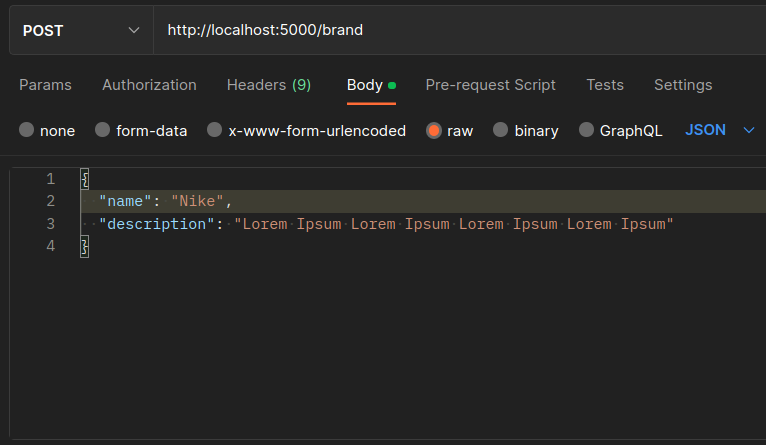 POST http://localhost:5000/brand
Params Authorization Headers (9) Body Pre-request Script Tests Settings
none form-data x-www-form-urlencoded raw binary GraphQL JSON
1 {
2 "name": "Nike",
3 "description": "Lorem Ipsum Lorem Ipsum Lorem Ipsum Lorem Ipsum"
4 }